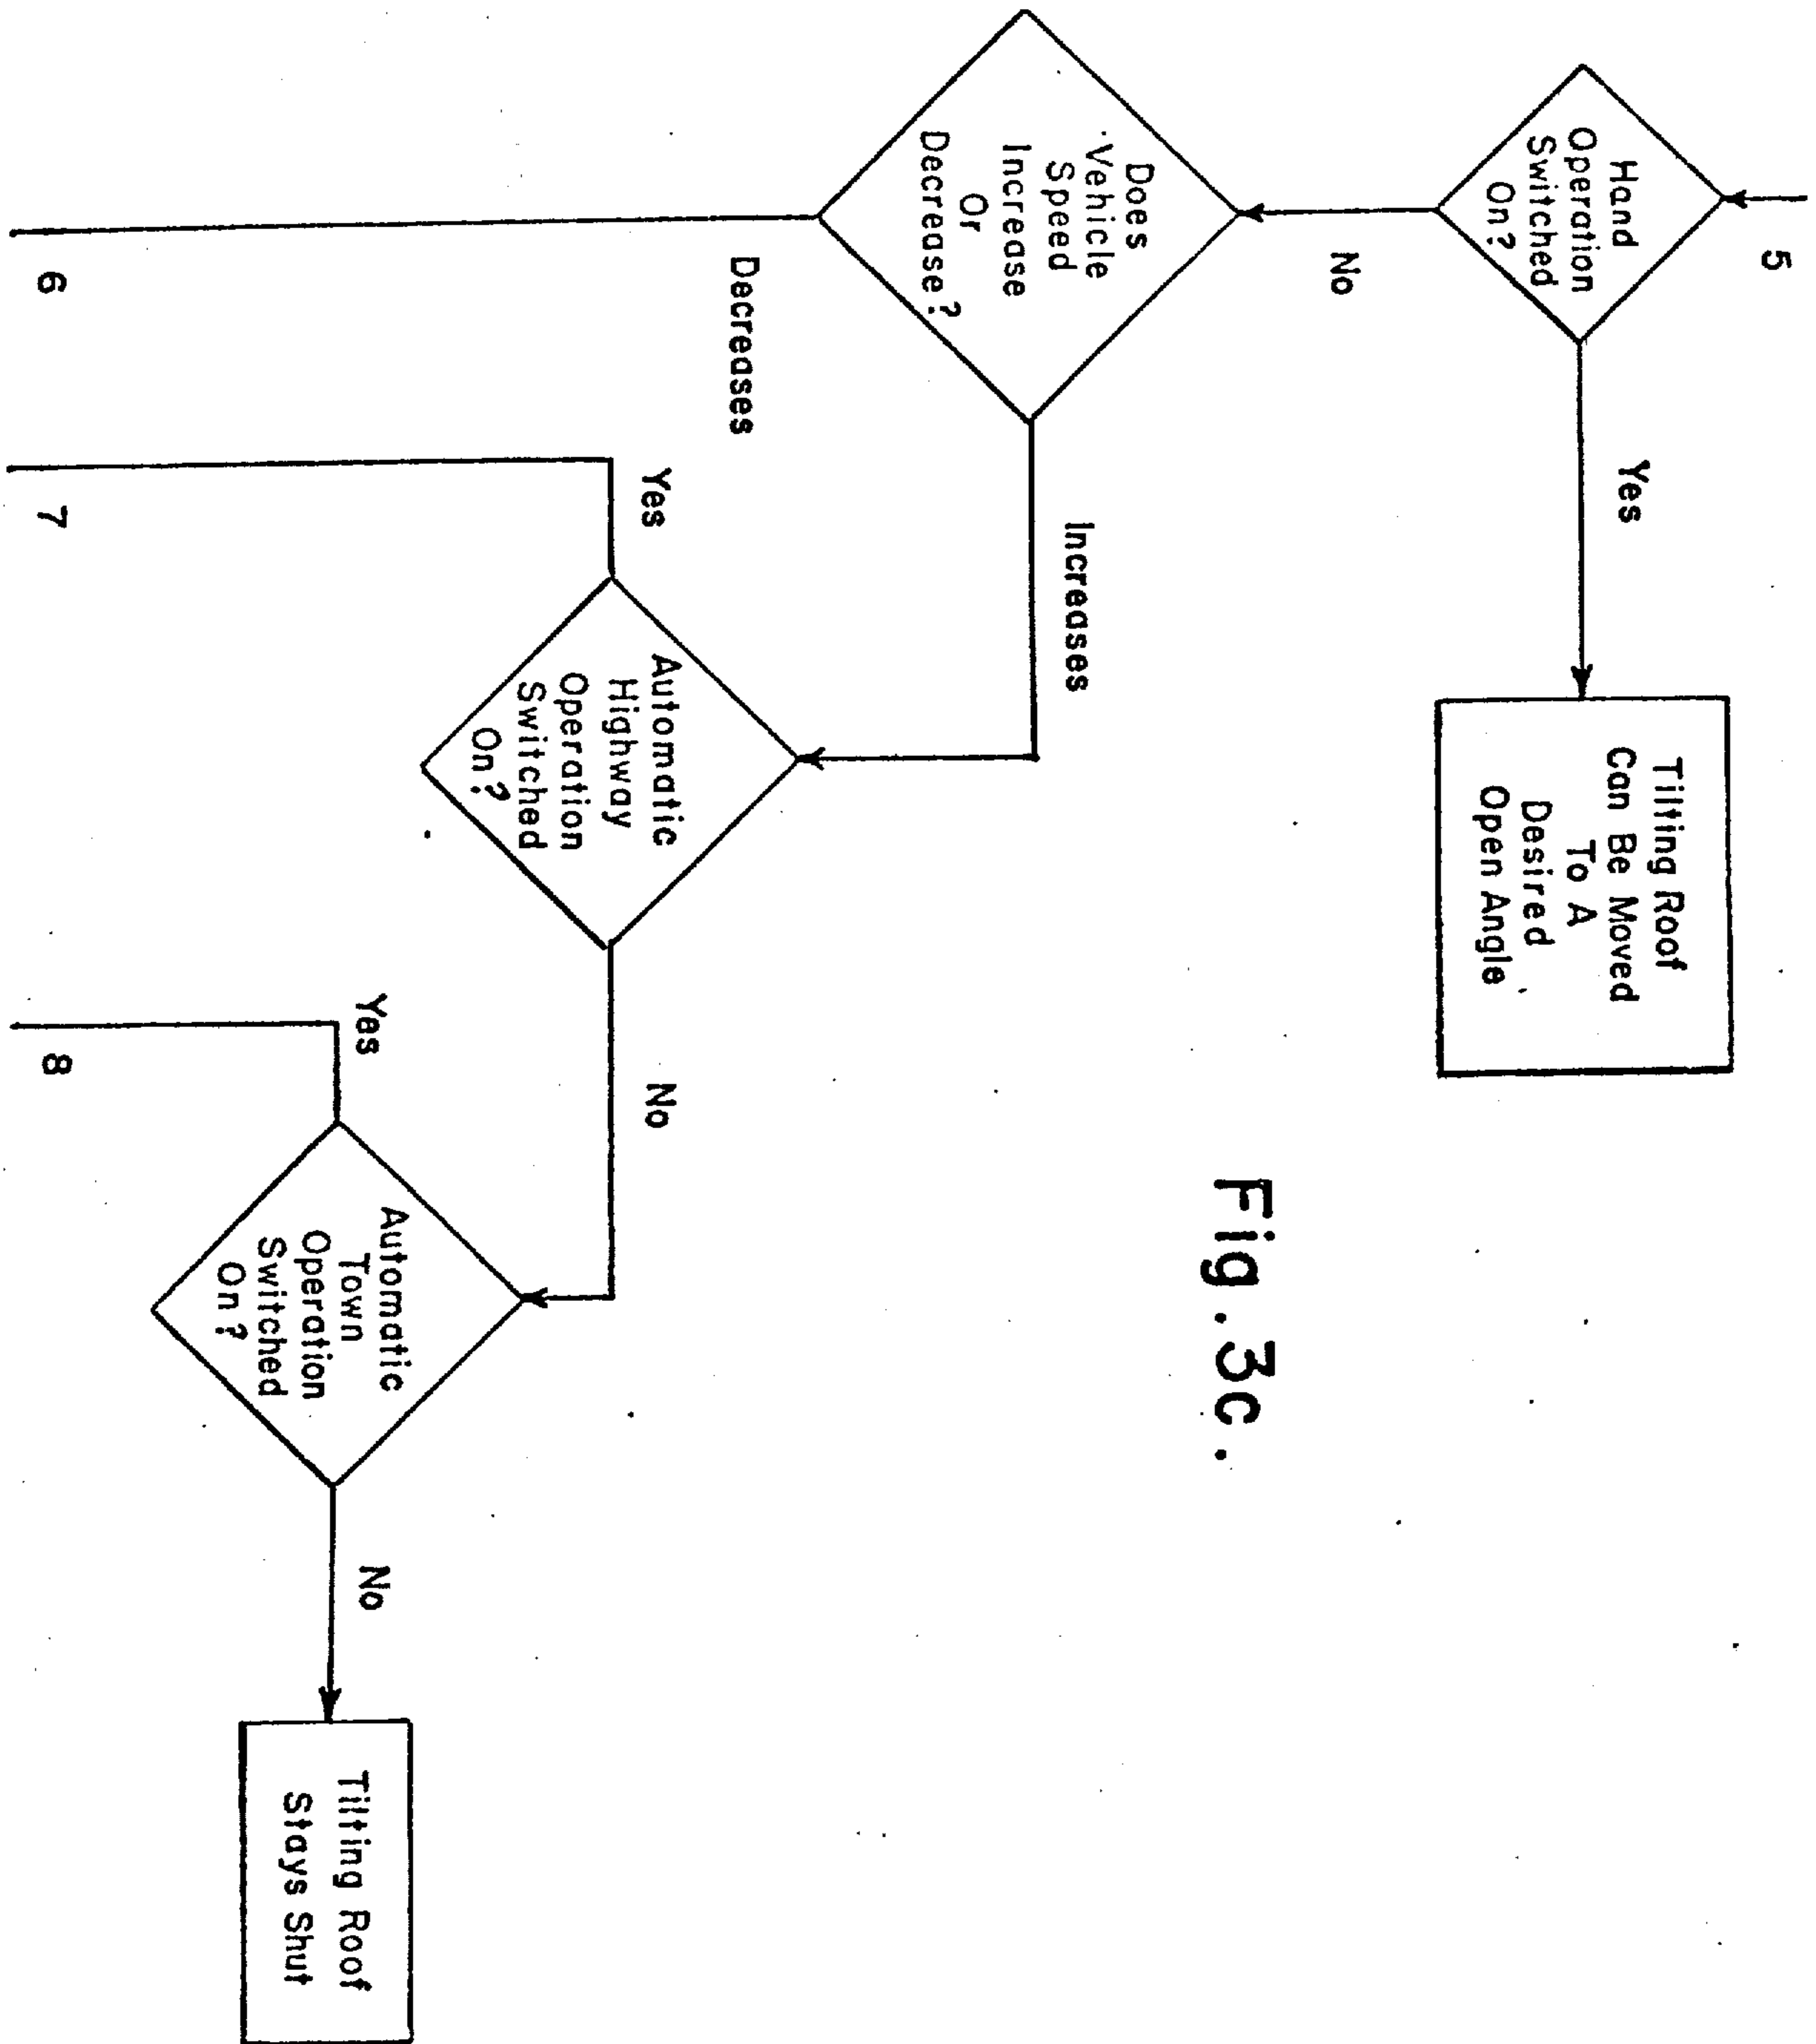 5
Hand
Operation
Switched
On?
Yes
Tilting Roof
Can Be Moved
To A
Desired
Open Angle
No
Does
Vehicle
Speed
Increase
Or
Decrease?
Increases
Decreases
6
Automatic
Highway
Operation
Switched
On?
Yes
7
No
Automatic
Town
Operation
Switched
On?
Yes
8
No
Tilting Roof
Stays Shut
Fig.3c.